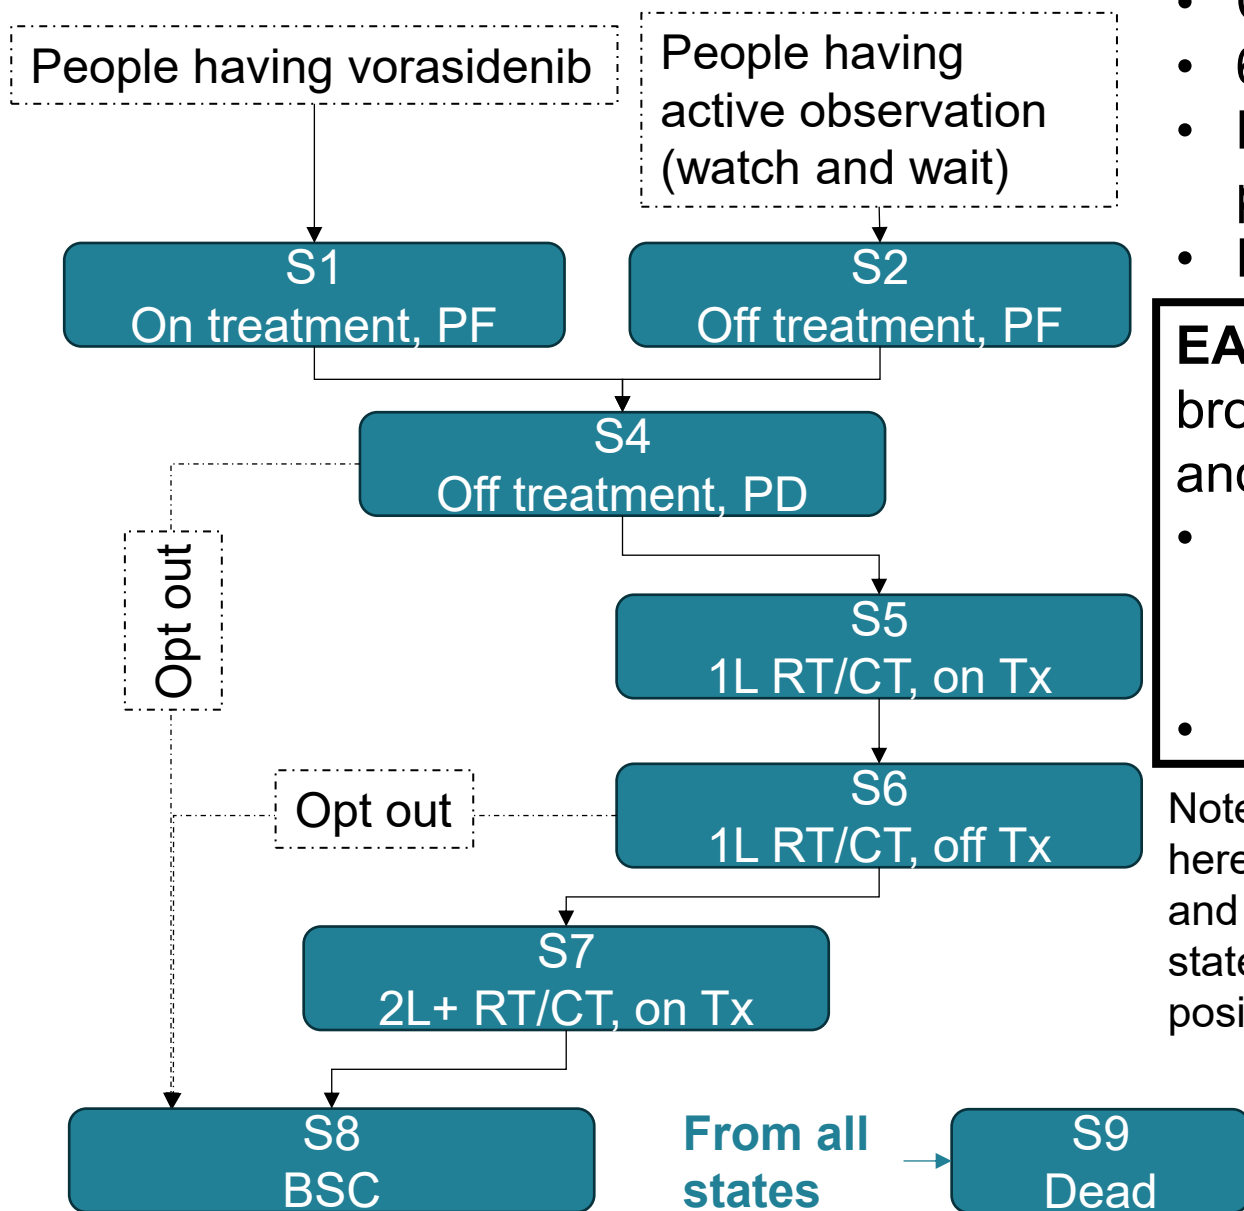 People having vorasidenib
People having
active observation
(watch and wait)
S1
On treatment, PF
S2
Off treatment, PF
S4
Off treatment, PD
Opt out
S5
1L RT/CT, on Tx
S6
1L RT/CT, off Tx
Opt out
S7
2L+ RT/CT, on Tx
S8
BSC
From all
states
S9
Dead
EA
bro
and
Note
here
and
state
posi